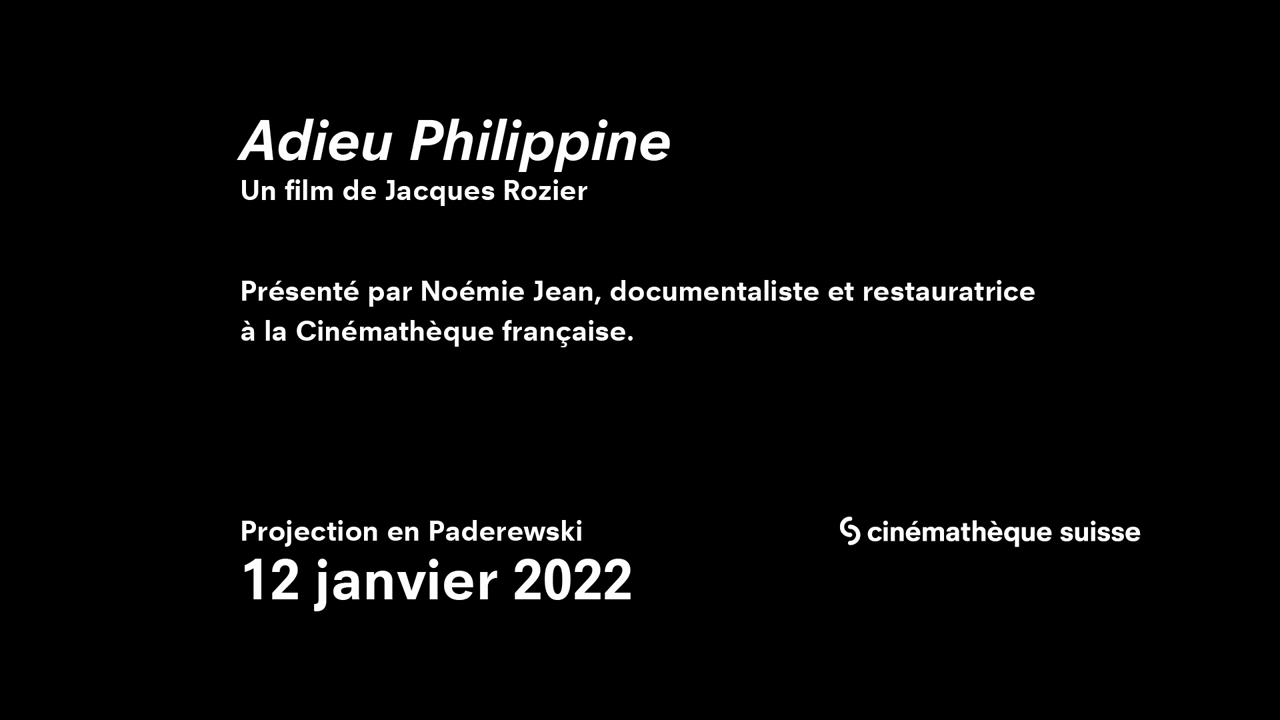 Adieu Philippine
Un film de Jacques Rozier
Présenté par Noémie Jean, documentaliste et restauratrice
à la Cinémathèque française.
Projection en Paderewski
12 janvier 2022
cinémathèque suisse